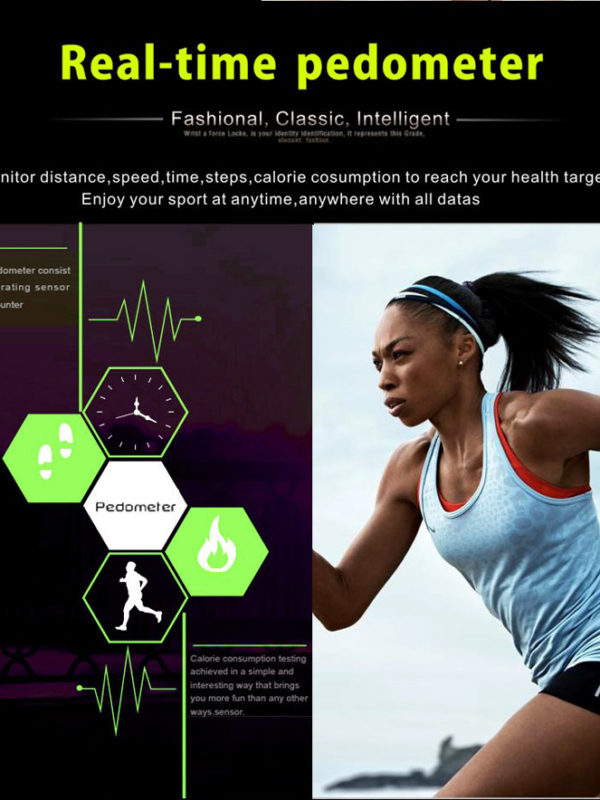 Real-time pedometer
Fashional, Classic, Intelligent
Wrist a force Locke, is your identity identification, it represents this Grade,
elegant. fashion.
nitor distance,speed,time,steps,calorie cosumption to reach your health targe
Enjoy your sport at anytime,anywhere with all datas
dometer consist
rating sensor
unter
Pedometer
Calorie consumption testing
achieved in a simple and
interesting way that brings
you more fun than any other
ways.sensor.